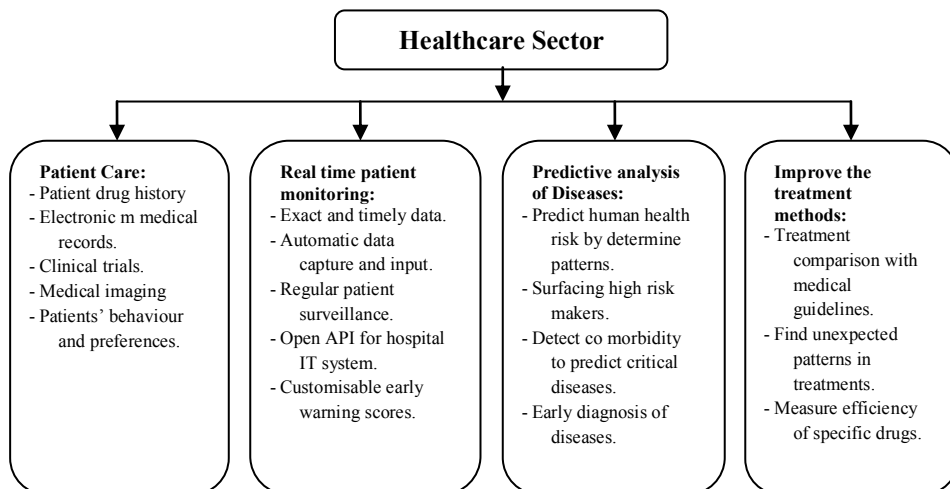 Healthcare Sector
Patient Care:
- Patient drug history
- Electronic m medical
records.
- Clinical trials.
- Medical imaging
- Patients’ behaviour
and preferences.
Real time patient
monitoring:
- Exact and timely data.
- Automatic data
capture and input.
- Regular patient
surveillance.
- Open API for hospital
IT system.
- Customisable early
warning scores.
Predictive analysis
of Diseases:
- Predict human health
risk by determine
patterns.
- Surfacing high risk
makers.
- Detect co morbidity
to predict critical
diseases.
- Early diagnosis of
diseases.
Improve the
treatment
methods:
- Treatment
comparison with
medical
guidelines.
- Find unexpected
patterns in
treatments.
- Measure efficiency
of specific drugs.